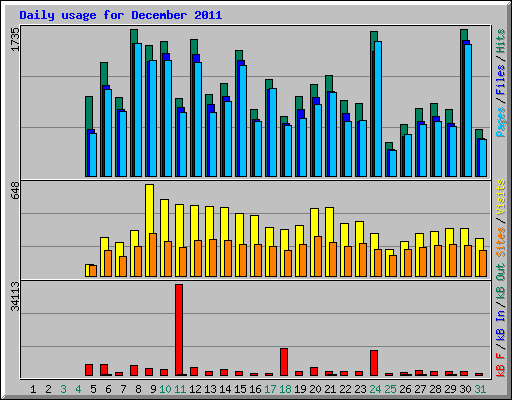 Daily usage for December 2011
1735
Pages / Files / Hits
648
Sites / Visits
34113
kB F / kB In / kB Out
1 2 3 4 5 6 7 8 9 10 11 12 13 14 15 16 17 18 19 20 21 22 23 24 25 26 27 28 29 30 31